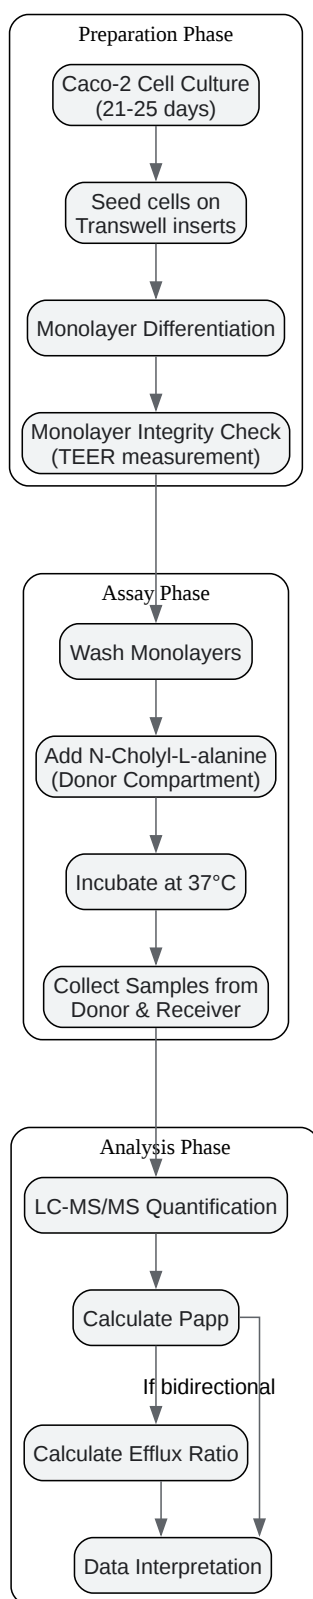 Preparation Phase
Caco-2 Cell Culture
(21-25 days)
Seed cells on
Transwell inserts
Monolayer Differentiation
Monolayer Integrity Check
(TEER measurement)
Assay Phase
Wash Monolayers
Add N-Cholyl-L-alanine
(Donor Compartment)
Incubate at 37°C
Collect Samples from
Donor & Receiver
Analysis Phase
LC-MS/MS Quantification
Calculate Papp
If bidirectional
Calculate Efflux Ratio
Data Interpretation